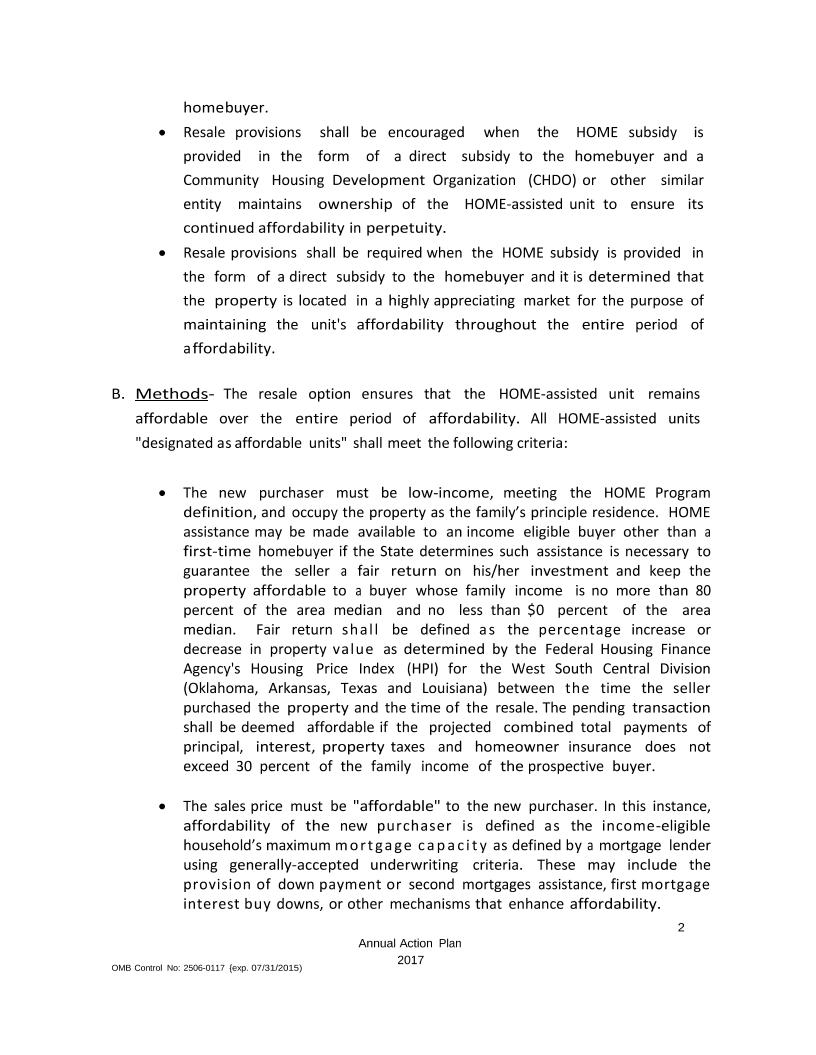 homebuyer.
• Resale provisions shall be encouraged when the HOME subsidy is
provided in the form of a direct subsidy to the homebuyer and a
Community Housing Development Organization (CHDO) or other similar
entity maintains ownership of the HOME-assisted unit to ensure its
continued affordability in perpetuity.
• Resale provisions shall be required when the HOME subsidy is provided in
the form of a direct subsidy to the homebuyer and it is determined that
the property is located in a highly appreciating market for the purpose of
maintaining the unit's affordability throughout the entire period of
affordability.
B. Methods- The resale option ensures that the HOME-assisted unit remains
affordable over the entire period of affordability. All HOME-assisted units
"designated as affordable units" shall meet the following criteria:
• The new purchaser must be low-income, meeting the HOME Program
definition, and occupy the property as the family’s principle residence. HOME
assistance may be made available to an income eligible buyer other than a
first-time homebuyer if the State determines such assistance is necessary to
guarantee the seller a fair return on his/her investment and keep the
property affordable to a buyer whose family income is no more than 80
percent of the area median and no less than $0 percent of the area
median. Fair return shall be defined as the percentage increase or
decrease in property value as determined by the Federal Housing Finance
Agency's Housing Price Index (HPI) for the West South Central Division
(Oklahoma, Arkansas, Texas and Louisiana) between the time the seller
purchased the property and the time of the resale. The pending transaction
shall be deemed affordable if the projected combined total payments of
principal, interest, property taxes and homeowner insurance does not
exceed 30 percent of the family income of the prospective buyer.
• The sales price must be "affordable" to the new purchaser. In this instance,
affordability of the new purchaser is defined as the income-eligible
household’s maximum mortgage capacity as defined by a mortgage lender
using generally-accepted underwriting criteria. These may include the
provision of down payment or second mortgages assistance, first mortgage
interest buy downs, or other mechanisms that enhance affordability.
2
Annual Action Plan
2017
OMB Control No: 2506-0117 {exp. 07/31/2015)